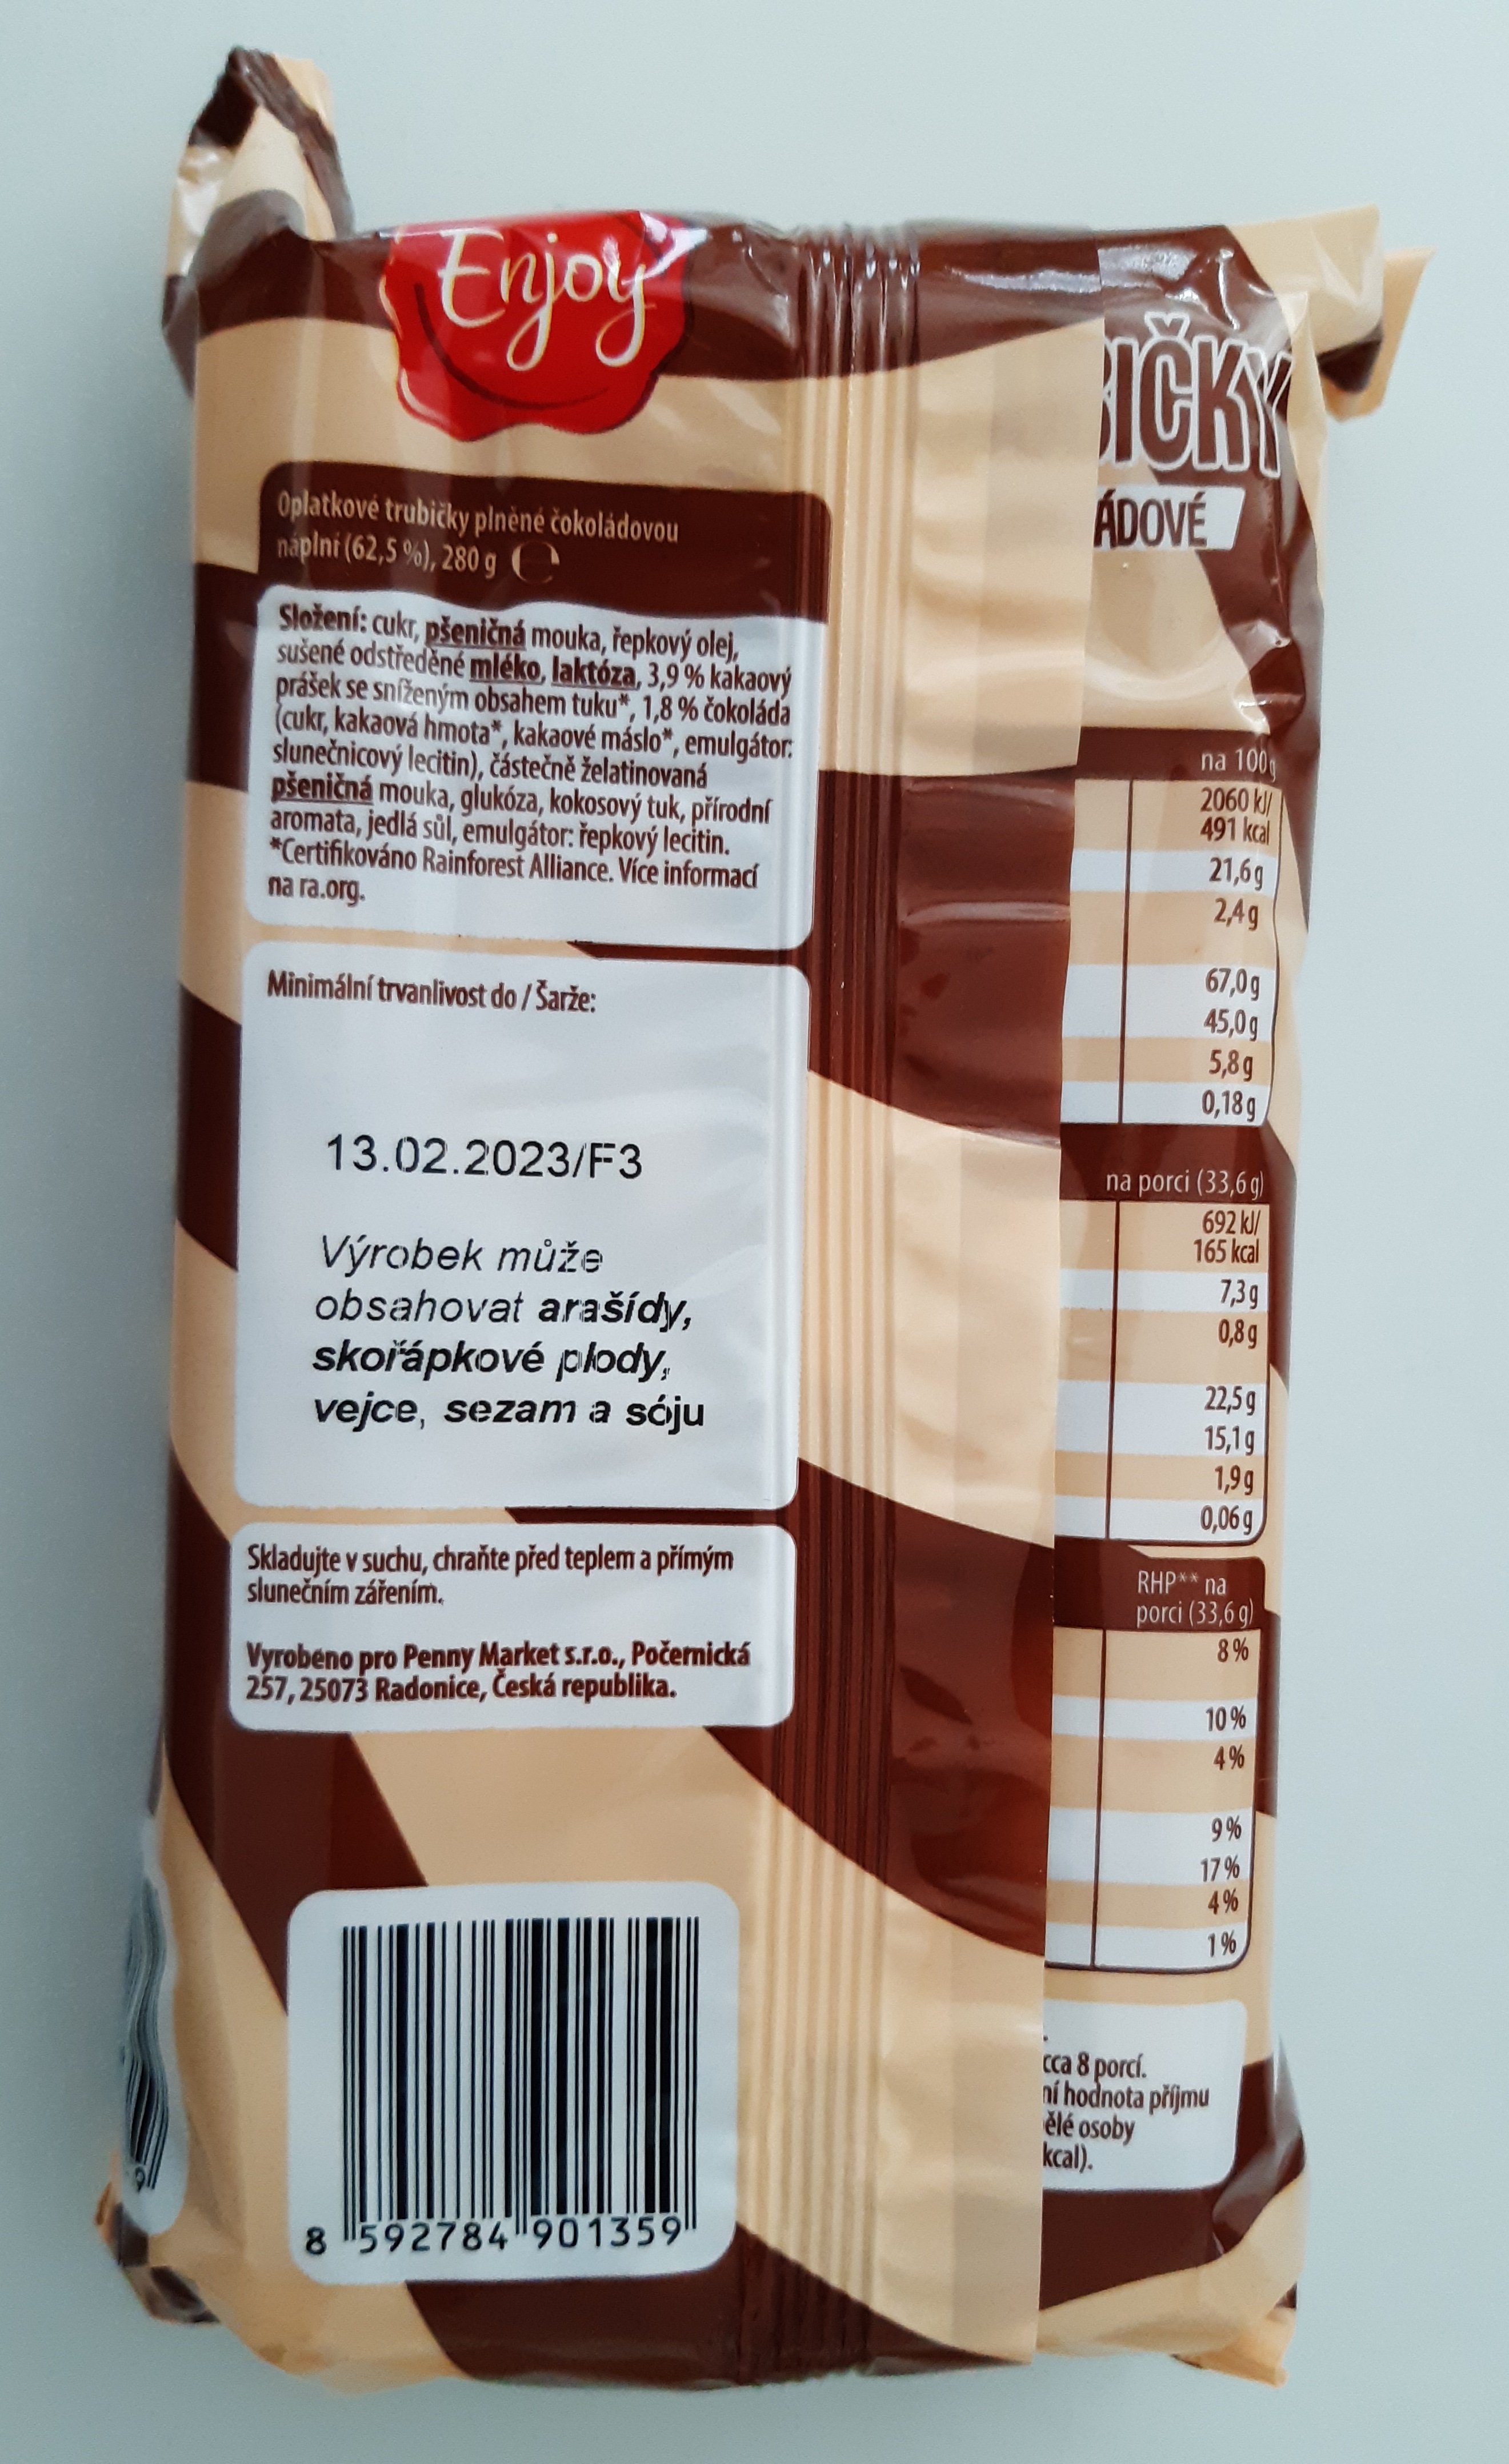 Enjoy
Oplatkové trubičky plněné čokoládovou
náplní (62,5 %), 280 g ℮
Složení: cukr, pšeničná mouka, řepkový olej,
sušené odstředěné mléko, laktóza, 3,9 % kakaový
prášek se sníženým obsahem tuku*, 1,8 % čokoláda
(cukr, kakaová hmota*, kakaové máslo*, emulgátor:
slunečnicový lecitin), částečně želatinovaná
pšeničná mouka, glukóza, kokosový tuk, přírodní
aromata, jedlá sůl, emulgátor: řepkový lecitin.
*Certifikováno Rainforest Alliance. Více informací
na ra.org.
Minimální trvanlivost do / Šarže:
13.02.2023/F3
Výrobek může
obsahovat arašídy,
skořápkové plody,
vejce, sezam a sóju
Skladujte v suchu, chraňte před teplem a přímým
slunečním zářením.
Vyrobeno pro Penny Market s.r.o., Počernická
257, 25073 Radonice, Česká republika.
8 592784 901359
IČKY
ÁDOVÉ
na 100 g
2060 kJ/
491 kcal
21,6 g
2,4 g
67,0 g
45,0 g
5,8 g
0,18 g
na porci (33,6 g)
692 kJ/
165 kcal
7,3 g
0,8 g
22,5 g
15,1 g
1,9 g
0,06 g
RHP** na
porci (33,6 g)
8 %
10 %
4 %
9 %
17 %
4 %
1 %
cca 8 porcí.
ní hodnota příjmu
ělé osoby
kcal).
9